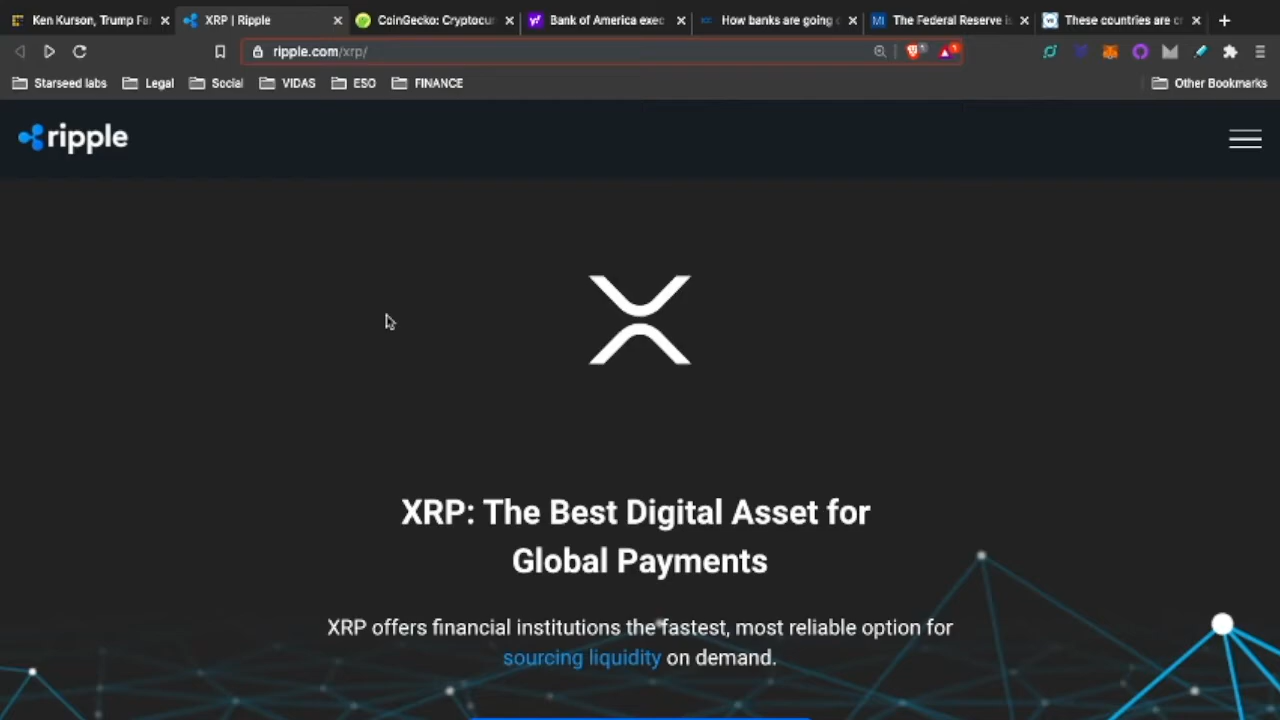 Ken Kurson, Trump Fa
XRP | Ripple
CoinGecko: Cryptocur
Bank of America exec
How banks are going
The Federal Reserve is
These countries are c
ripple.com/xrp/
Starseed labs
Legal
Social
VIDAS
ESO
FINANCE
Other Bookmarks
ripple
XRP: The Best Digital Asset for
Global Payments
XRP offers financial institutions the fastest, most reliable option for
sourcing liquidity on demand.